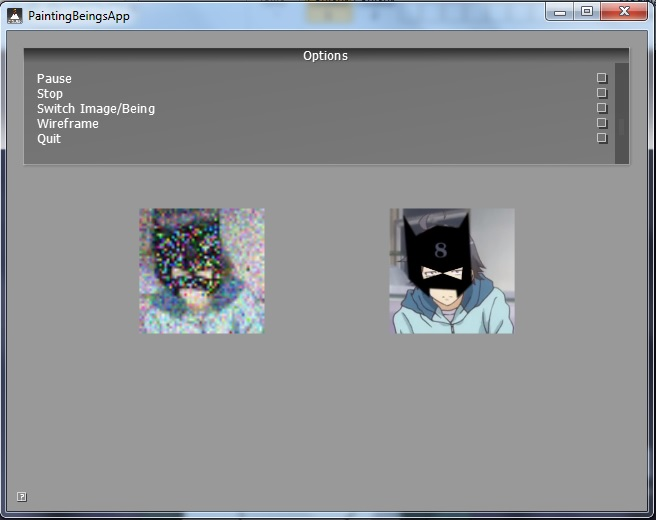 PaintingBeingsApp
Options
Pause
Stop
Switch Image/Being
Wireframe
Quit
8
?